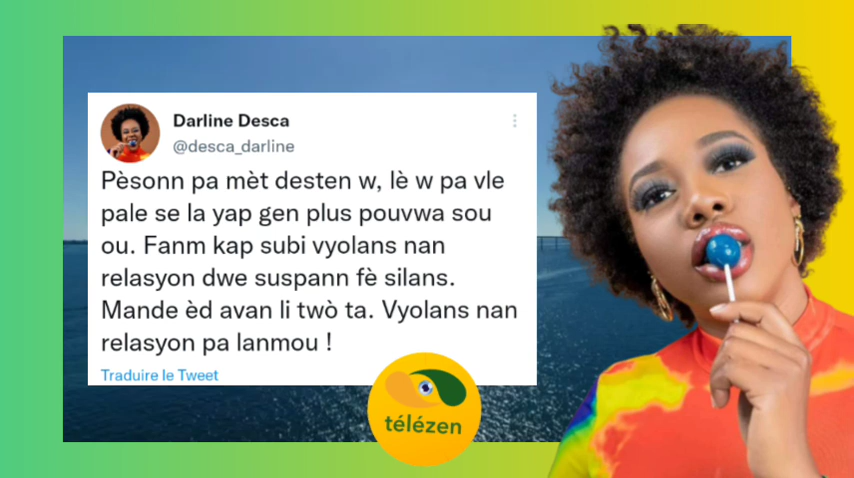 Darline Desca
@desca_darline
Pèsonn pa mèt desten w, lè w pa vle
pale se la yap gen plus pouvwa sou
ou. Fanm kap subi vyolans nan
relasyon dwe suspann fè silans.
Mande èd avan li twò ta. Vyolans nan
relasyon pa lanmou !
Traduire le Tweet
télézen